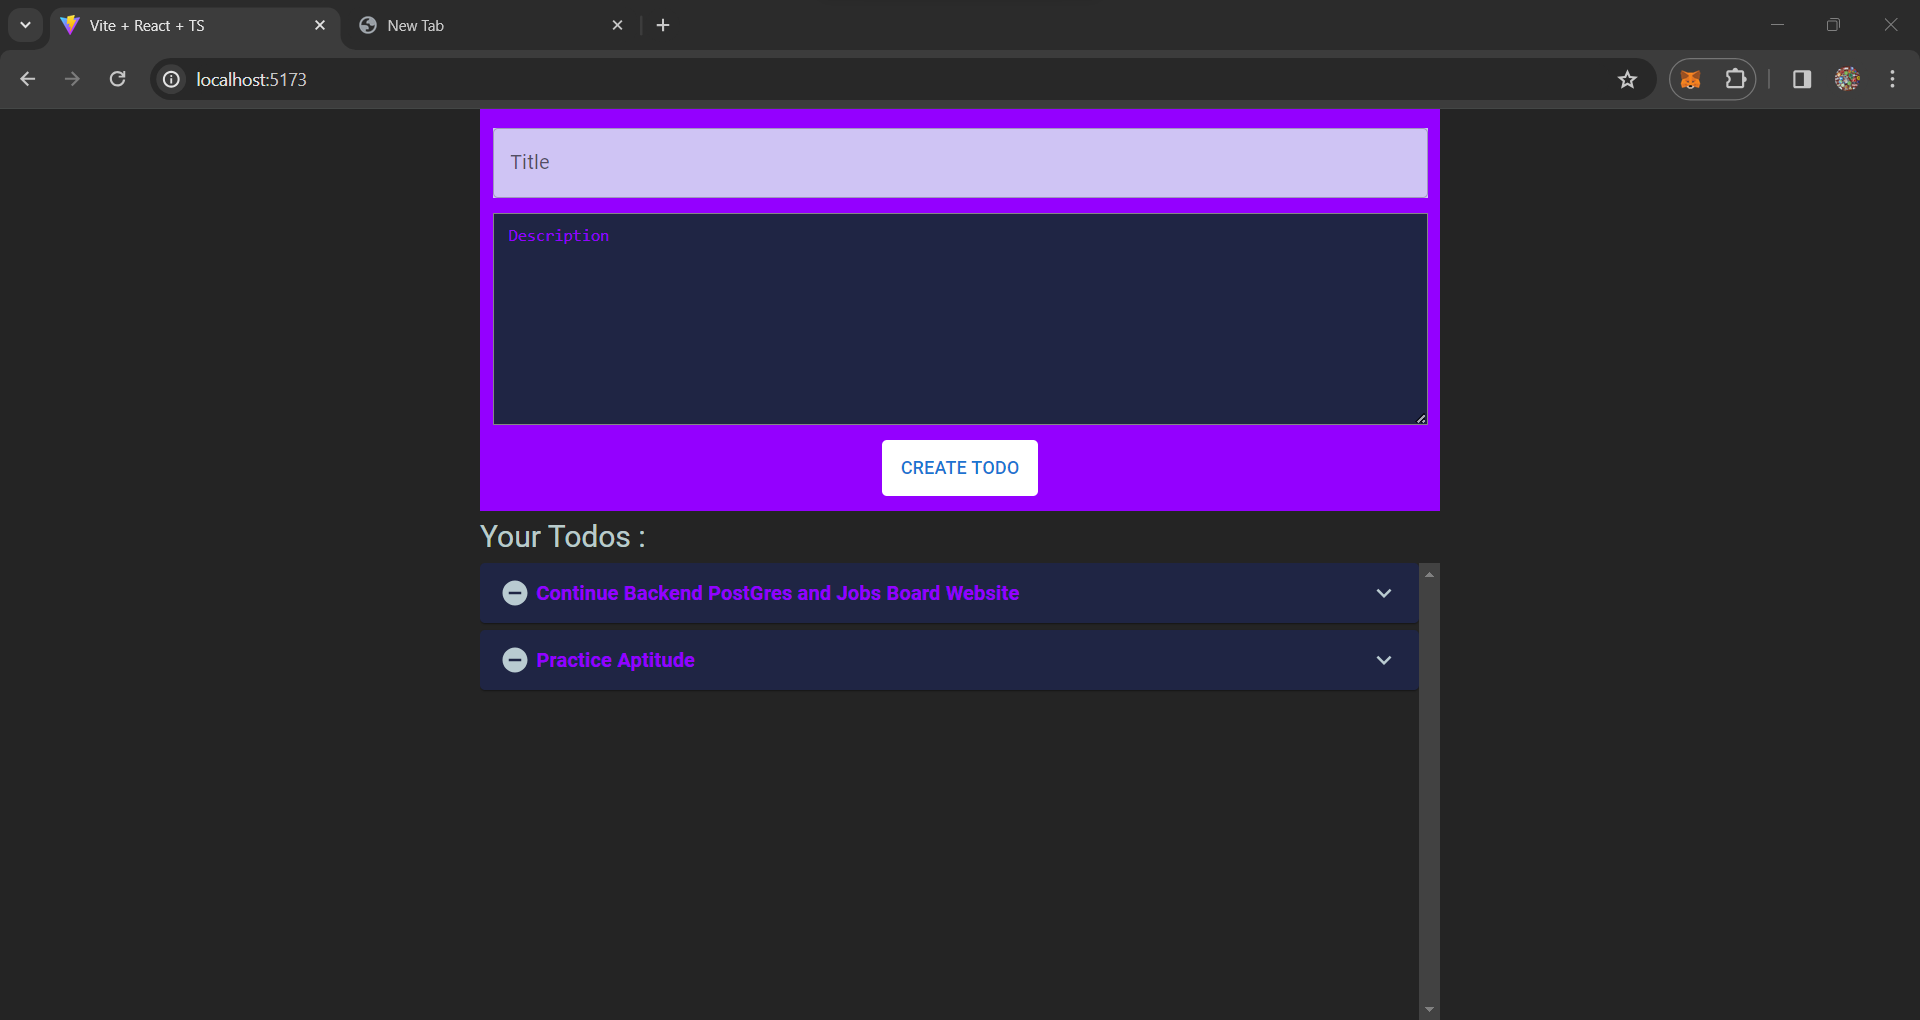 Vite + React + TS
New Tab
localhost:5173
Title
Description
CREATE TODO
Your Todos :
Continue Backend PostGres and Jobs Board Website
Practice Aptitude